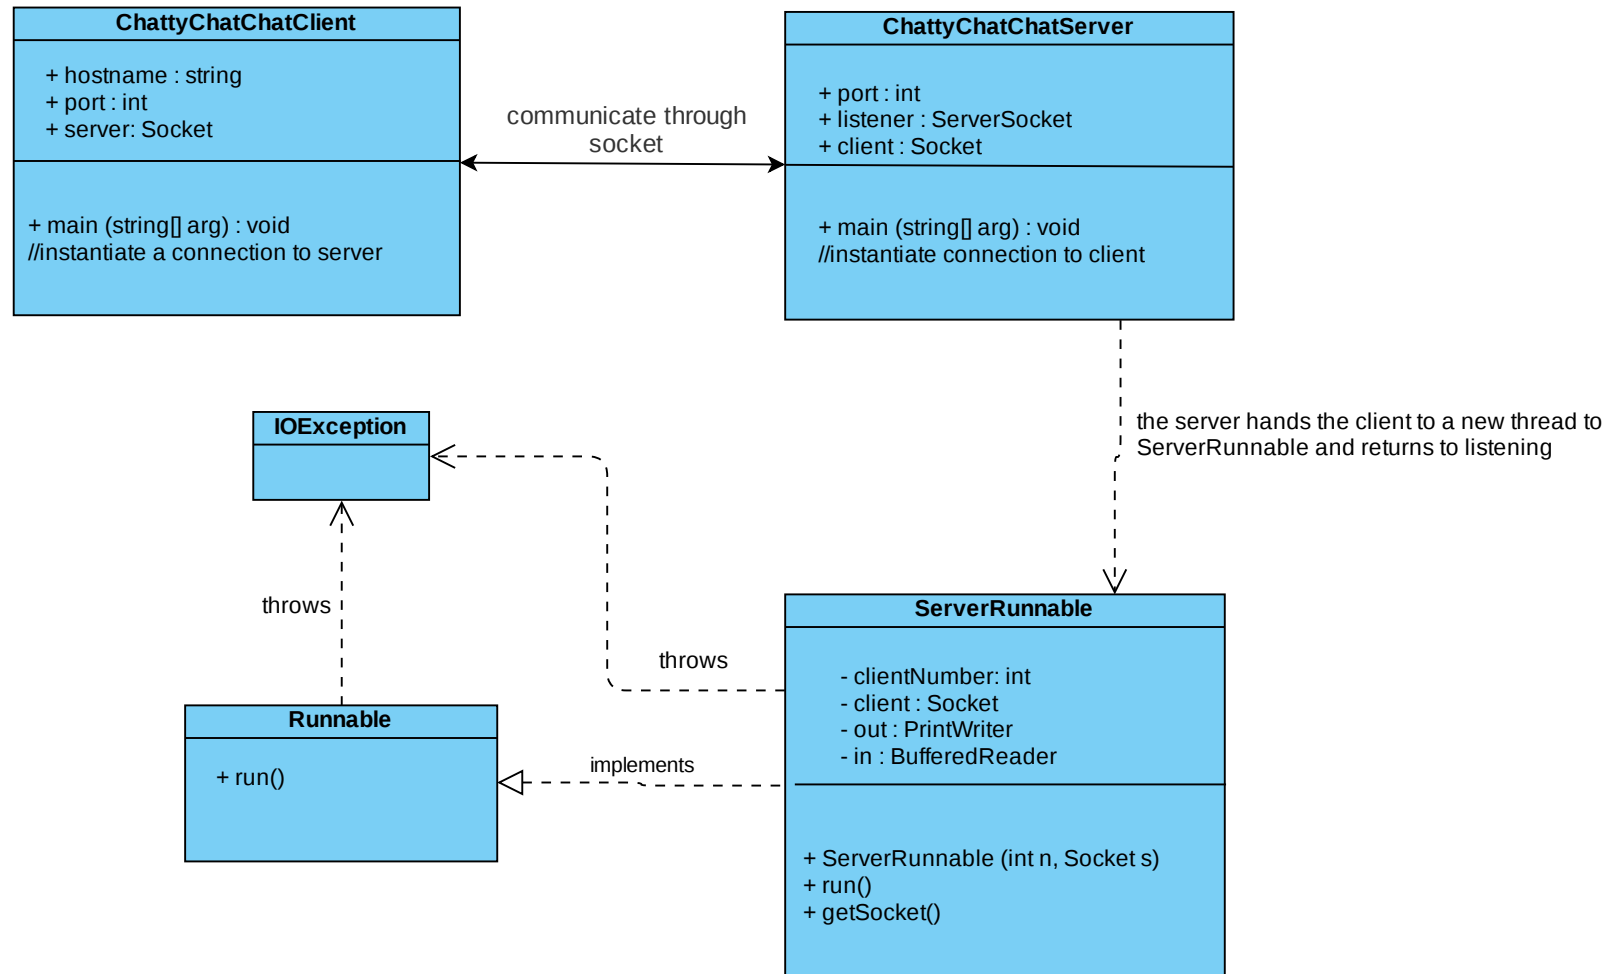 ChattyChatChatClient
+ hostname : string
+ port : int
+ server: Socket
+ main (string[] arg) : void
//instantiate a connection to server
communicate through
socket
ChattyChatChatServer
+ port : int
+ listener : ServerSocket
+ client : Socket
+ main (string[] arg) : void
//instantiate connection to client
the server hands the client to a new thread to
ServerRunnable and returns to listening
IOException
throws
throws
Runnable
+ run()
implements
ServerRunnable
- clientNumber: int
- client : Socket
- out : PrintWriter
- in : BufferedReader
+ ServerRunnable (int n, Socket s)
+ run()
+ getSocket()